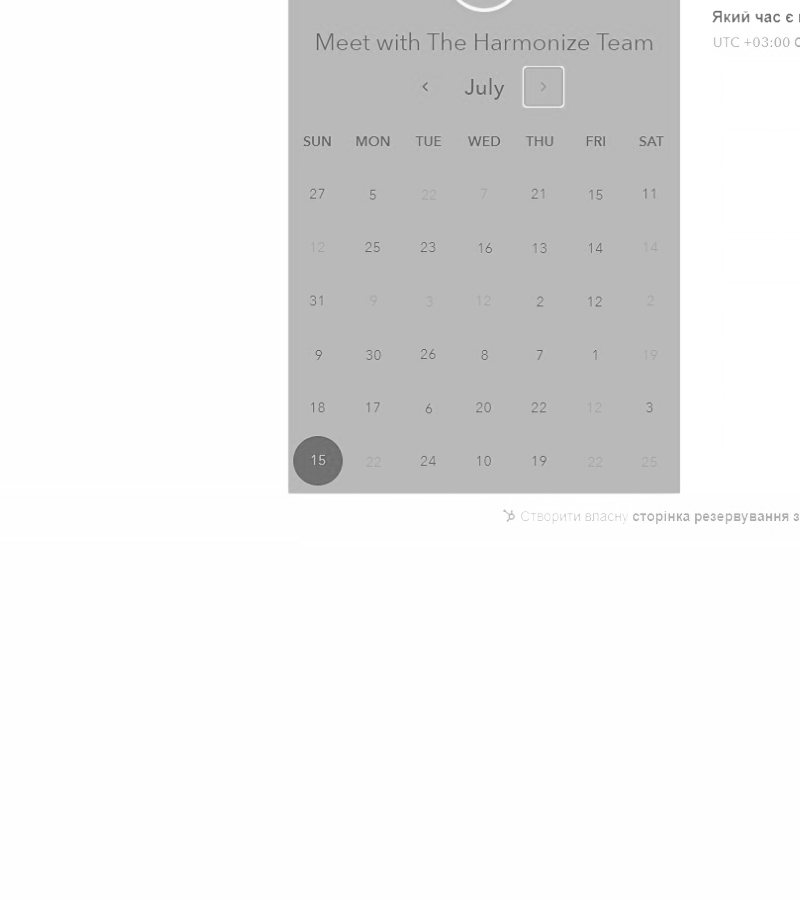 Який час є
UTC +03:00
Meet with The Harmonize Team
July
SUN MON TUE WED THU FRI SAT
27 5 22 7 21 15 11
12 25 23 16 13 14 14
31 9 3 12 2 12 2
9 30 26 8 7 1 19
18 17 6 20 22 12 3
15 22 24 10 19 22 25
Створити власну сторінка резервування з